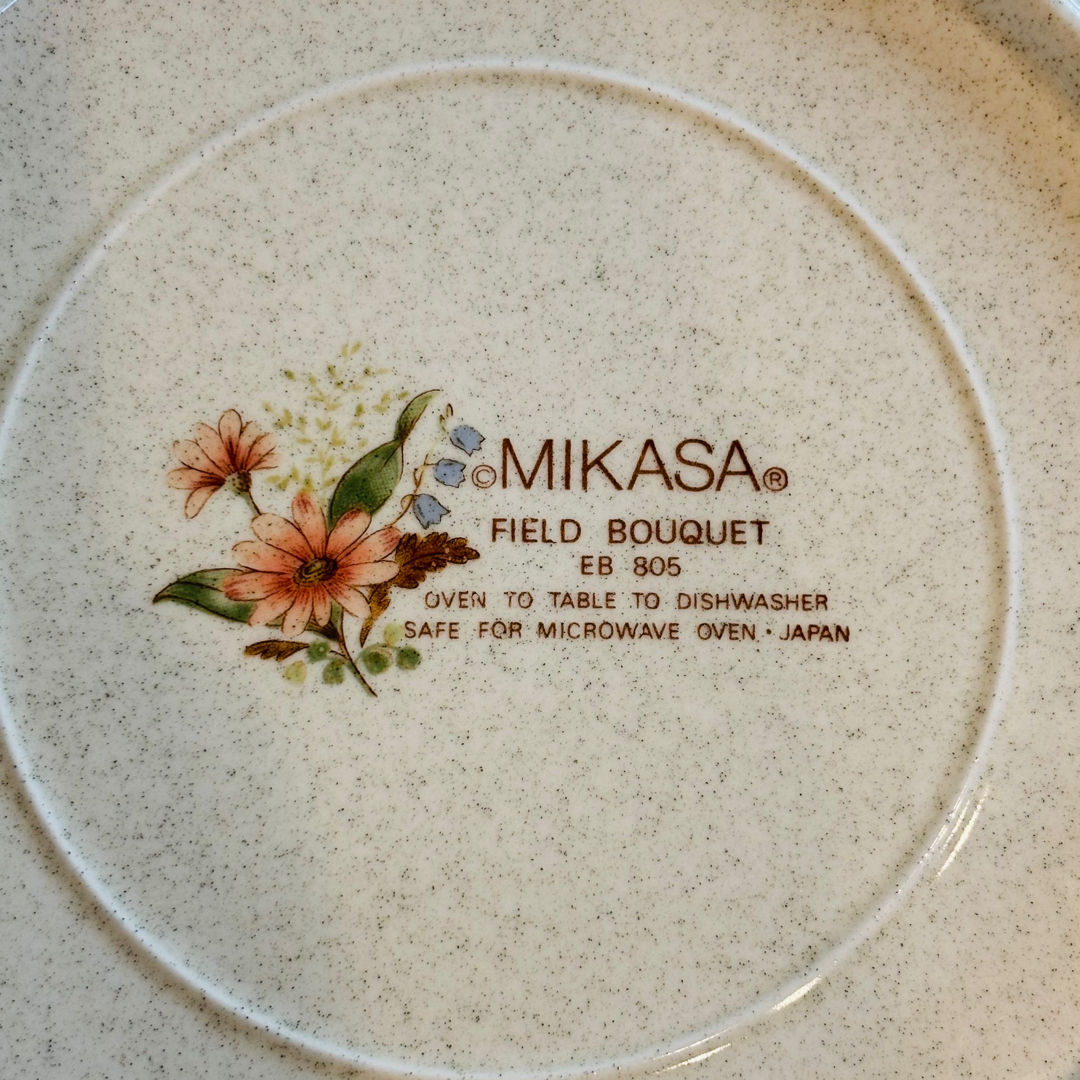 ©MIKASA®
FIELD BOUQUET
EB 805
OVEN TO TABLE TO DISHWASHER
SAFE FOR MICROWAVE OVEN · JAPAN